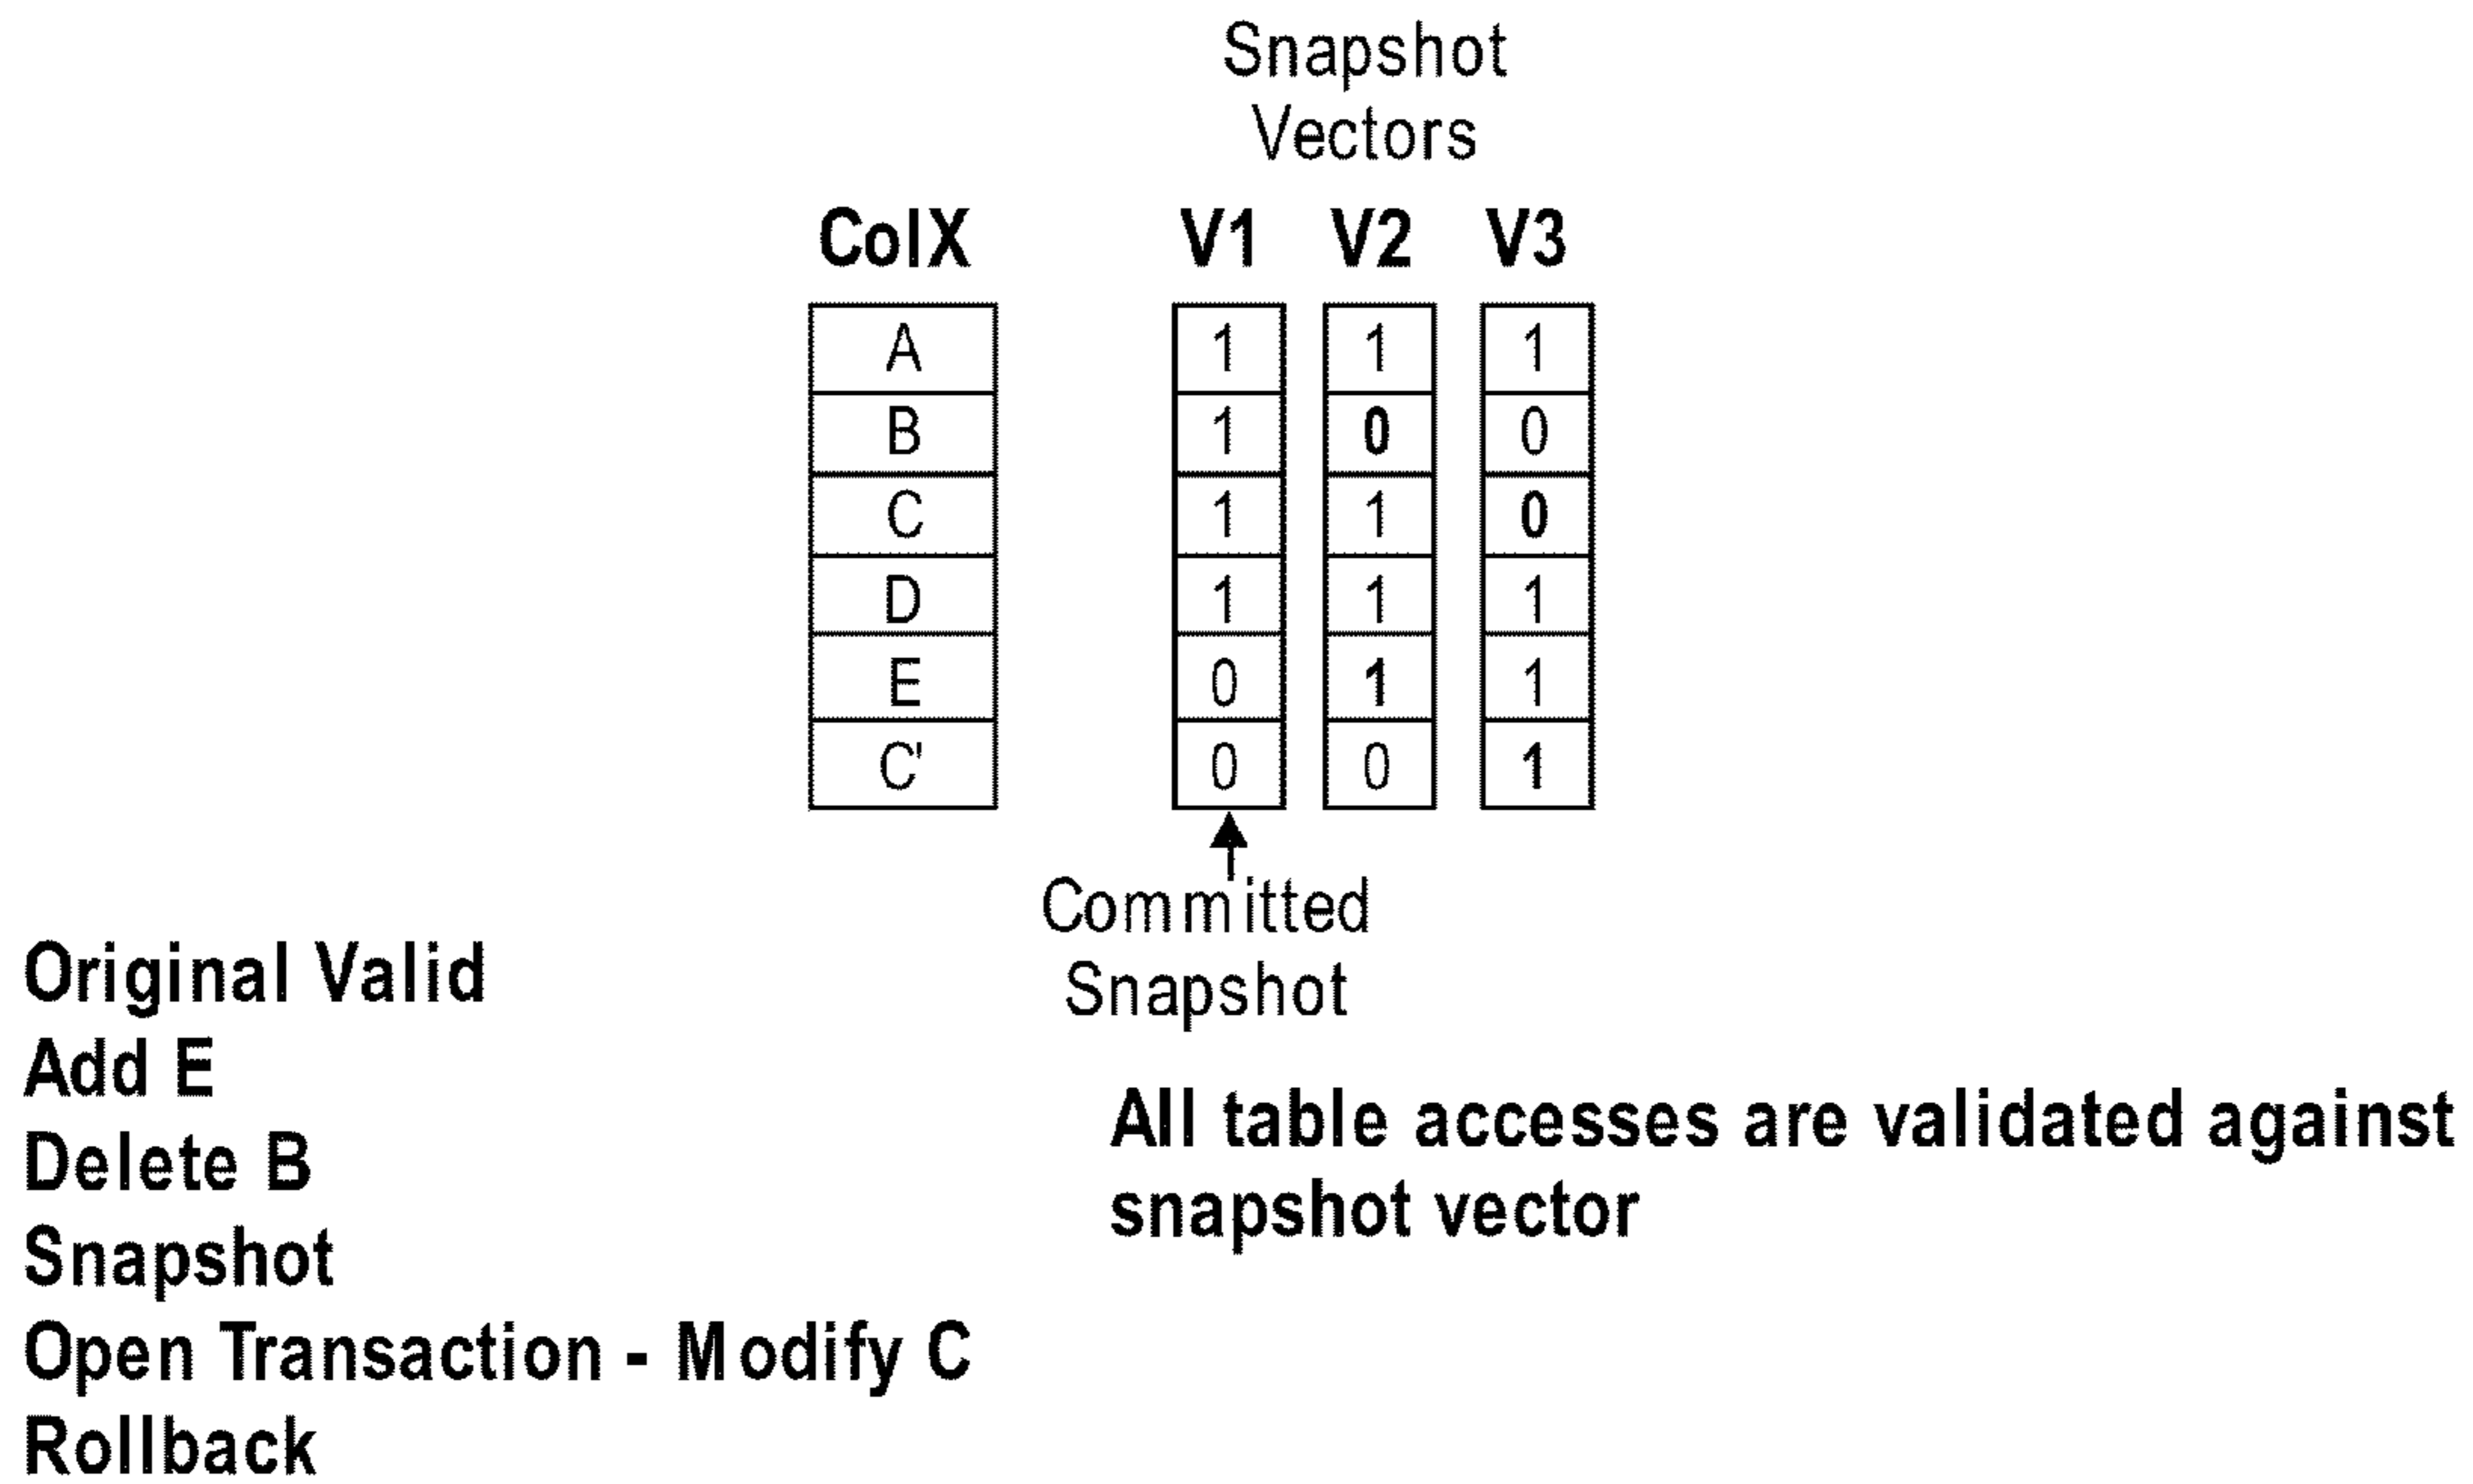 Snapshot
Vectors
ColX V1 V2 V3
A 1 1 1
B 1 0 0
C 1 1 0
D 1 1 1
E 0 1 1
C' 0 0 1
Committed
Snapshot
Original Valid
Add E
Delete B
Snapshot
Open Transaction - Modify C
Rollback
All table accesses are validated against
snapshot vector